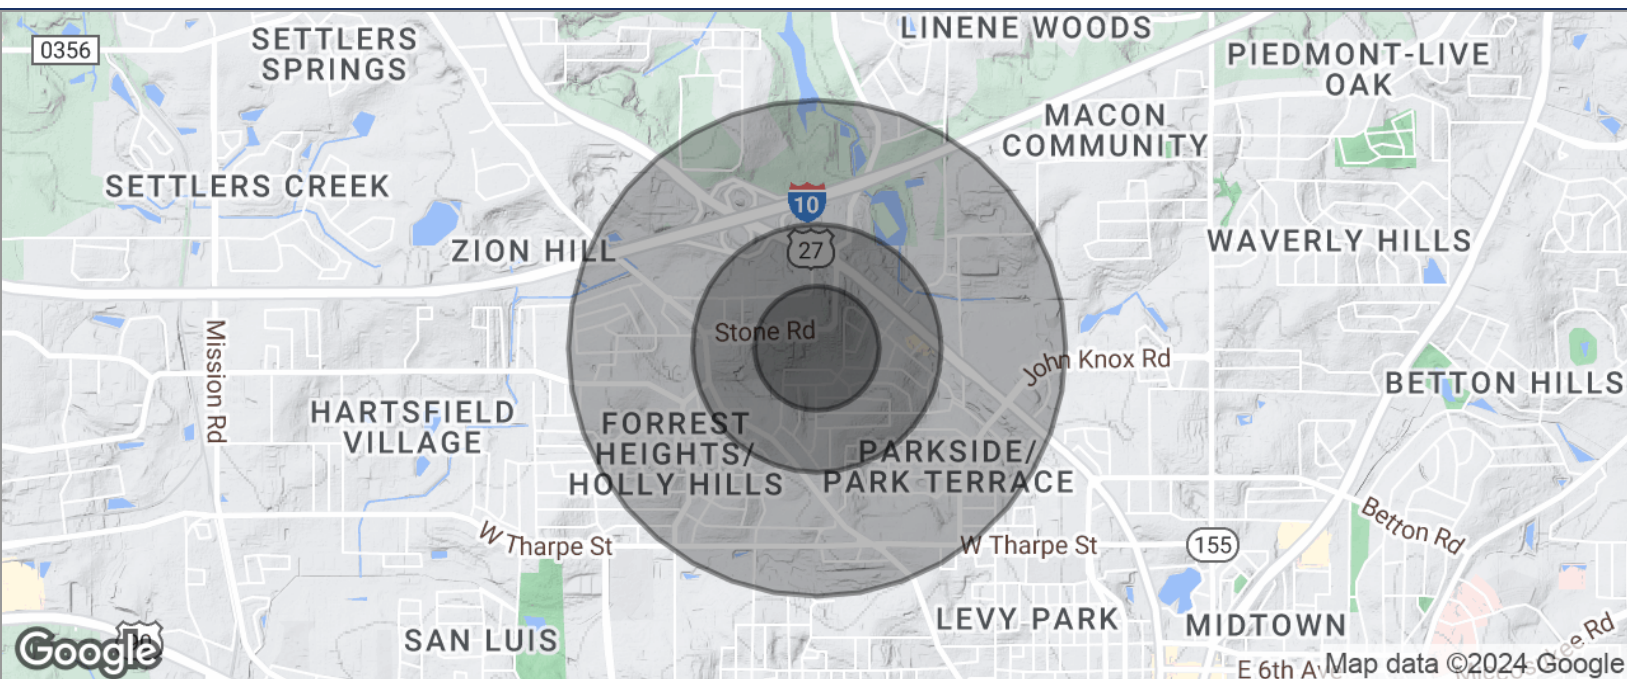 LINENE WOODS
0356
SETTLERS
SPRINGS
PIEDMONT-LIVE
OAK
MACON
COMMUNITY
SETTLERS CREEK
10
ZION HILL
27
WAVERLY HILLS
Stone Rd
Mission Rd
John Knox Rd
BETTON HILLS
HARTSFIELD
VILLAGE
FORREST
HEIGHTS/
HOLLY HILLS
PARKSIDE/
PARK TERRACE
W Tharpe St
W Tharpe St
155
Betton Rd
LEVY PARK
MIDTOWN
SAN LUIS
Google
E 6th Av
Map data ©2024 Google